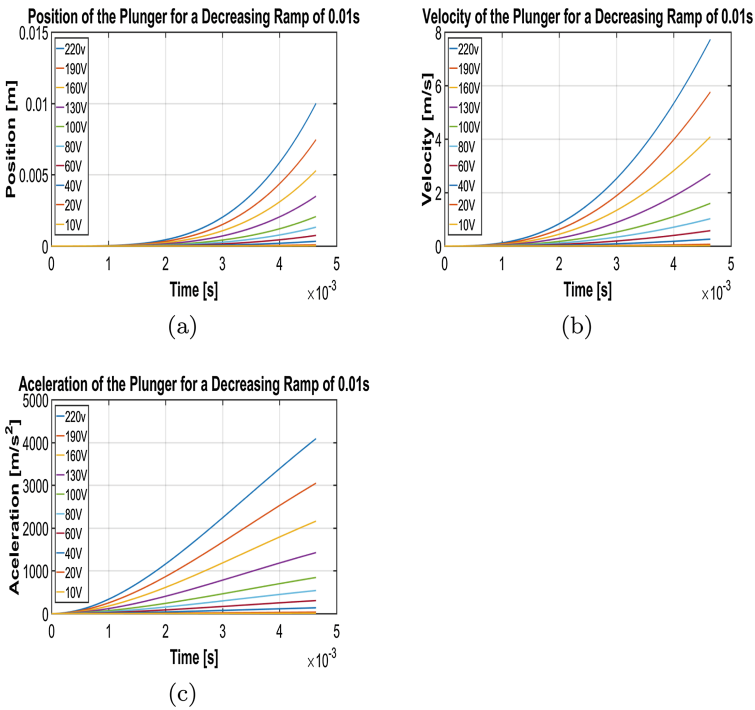 Position of the Plunger for a Decreasing Ramp of 0.01s
0.015
0.01
0.005
0
Position [m]
220v
190V
160V
130V
100V
80V
60V
40V
20V
10V
0 1 2 3 4 5
Time [s]
×10⁻³
(a)
Velocity of the Plunger for a Decreasing Ramp of 0.01s
8
6
4
2
0
Velocity [m/s]
220v
190V
160V
130V
100V
80V
60V
40V
20V
10V
0 1 2 3 4 5
Time [s]
×10⁻³
(b)
Aceleration of the Plunger for a Decreasing Ramp of 0.01s
5000
4000
3000
2000
1000
0
Aceleration [m/s²]
220v
190V
160V
130V
100V
80V
60V
40V
20V
10V
0 1 2 3 4 5
Time [s]
×10⁻³
(c)